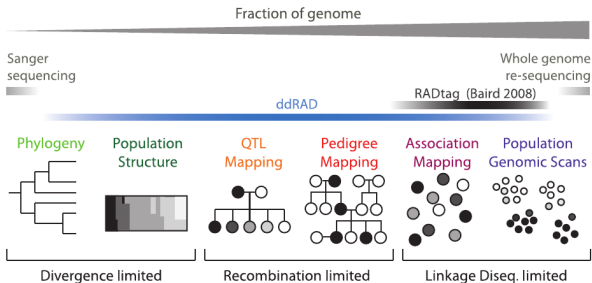 Fraction of genome
Sanger
sequencing
Whole genome
re-sequencing
RADtag (Baird 2008)
ddRAD
Phylogeny
Population
Structure
QTL
Mapping
Pedigree
Mapping
Association
Mapping
Population
Genomic Scans
Divergence limited
Recombination limited
Linkage Diseq. limited